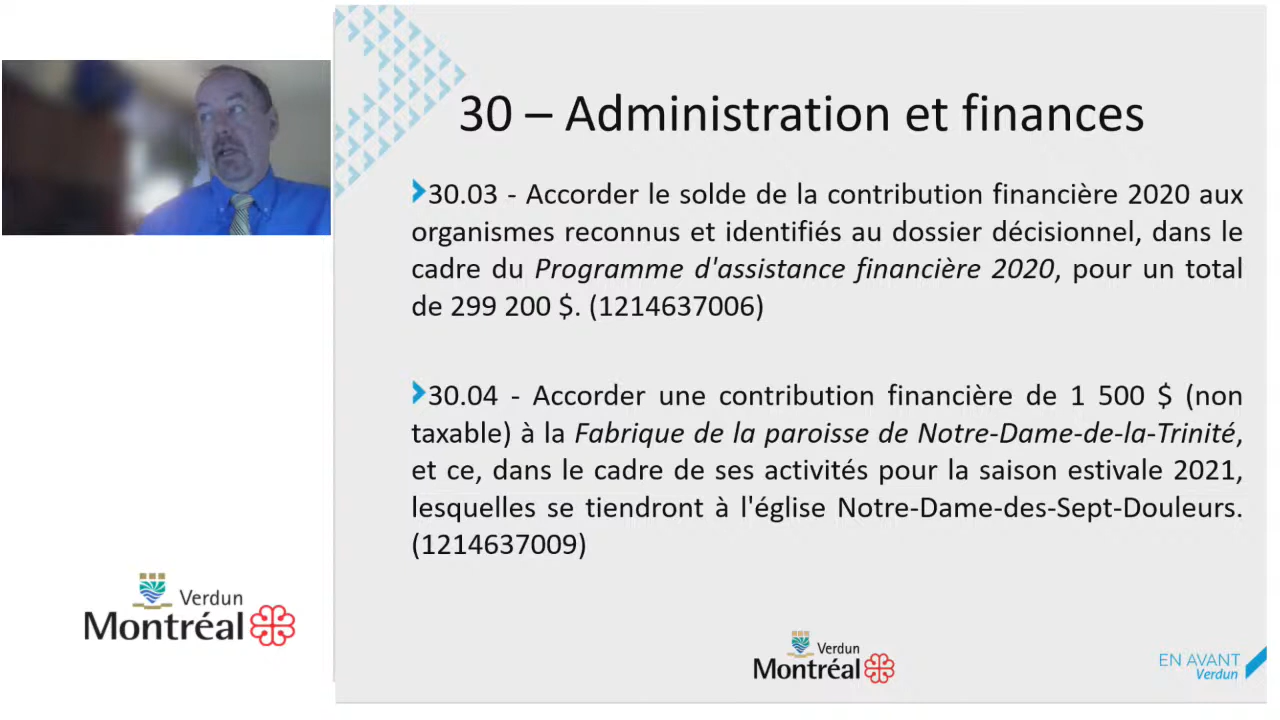 30 – Administration et finances
30.03 - Accorder le solde de la contribution financière 2020 aux
organismes reconnus et identifiés au dossier décisionnel, dans le
cadre du Programme d'assistance financière 2020, pour un total
de 299 200 $. (1214637006)
30.04 - Accorder une contribution financière de 1 500 $ (non
taxable) à la Fabrique de la paroisse de Notre-Dame-de-la-Trinité,
et ce, dans le cadre de ses activités pour la saison estivale 2021,
lesquelles se tiendront à l'église Notre-Dame-des-Sept-Douleurs.
(1214637009)
Verdun
Montréal
Verdun
Montréal
EN AVANT
Verdun